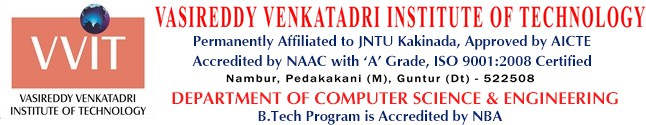 VVIT
VASIREDDY VENKATADRI
INSTITUTE OF TECHNOLOGY
VASIREDDY VENKATADRI INSTITUTE OF TECHNOLOGY
Permanently Affiliated to JNTU Kakinada, Approved by AICTE
Accredited by NAAC with ‘A’ Grade, ISO 9001:2008 Certified
Nambur, Pedakakani (M), Guntur (Dt) - 522508
DEPARTMENT OF COMPUTER SCIENCE & ENGINEERING
B.Tech Program is Accredited by NBA